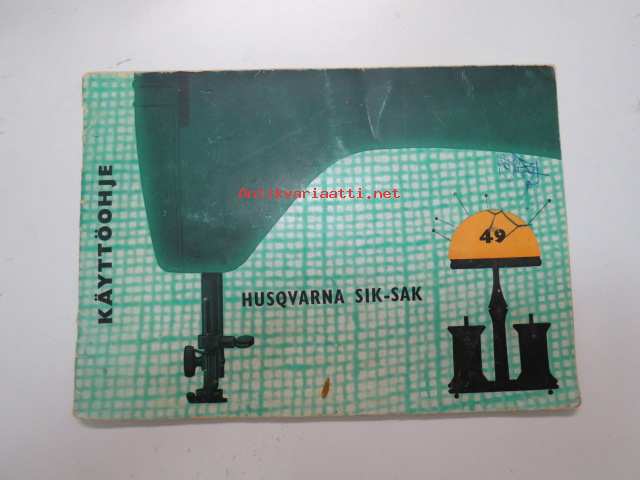 KÄYTTÖOHJE
Antikvariaatti.net
49
HUSQVARNA SIK-SAK